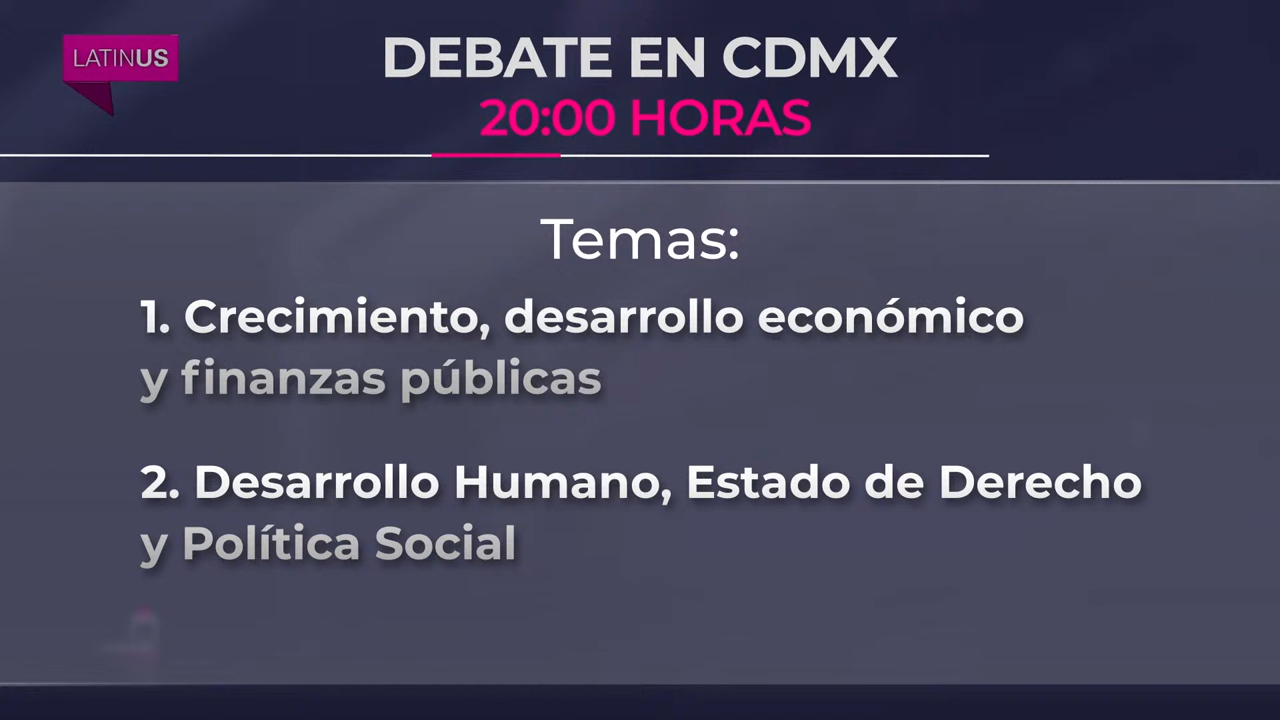 LATINUS
DEBATE EN CDMX
20:00 HORAS
Temas:
1. Crecimiento, desarrollo económico
y finanzas públicas
2. Desarrollo Humano, Estado de Derecho
y Política Social